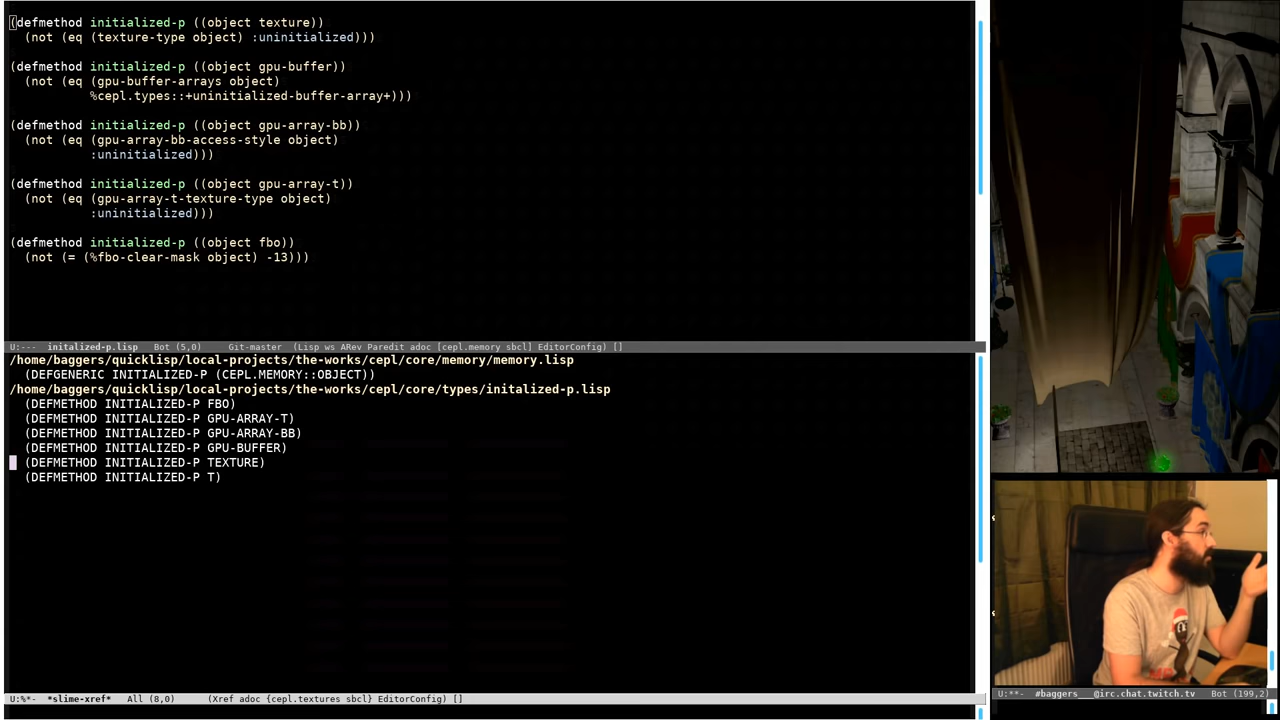 (defmethod initialized-p ((object texture))
  (not (eq (texture-type object) :uninitialized)))
(defmethod initialized-p ((object gpu-buffer))
  (not (eq (gpu-buffer-arrays object)
           %cepl.types::+uninitialized-buffer-array+)))
(defmethod initialized-p ((object gpu-array-bb))
  (not (eq (gpu-array-bb-access-style object)
           :uninitialized)))
(defmethod initialized-p ((object gpu-array-t))
  (not (eq (gpu-array-t-texture-type object)
           :uninitialized)))
(defmethod initialized-p ((object fbo))
  (not (= (%fbo-clear-mask object) -13)))
U:---  initalized-p.lisp   Bot (5,0)     Git-master  (Lisp ws ARev Paredit adoc [cepl.memory sbcl] EditorConfig) []
/home/baggers/quicklisp/local-projects/the-works/cepl/core/memory/memory.lisp
  (DEFGENERIC INITIALIZED-P (CEPL.MEMORY::OBJECT))
/home/baggers/quicklisp/local-projects/the-works/cepl/core/types/initalized-p.lisp
  (DEFMETHOD INITIALIZED-P FBO)
  (DEFMETHOD INITIALIZED-P GPU-ARRAY-T)
  (DEFMETHOD INITIALIZED-P GPU-ARRAY-BB)
  (DEFMETHOD INITIALIZED-P GPU-BUFFER)
  (DEFMETHOD INITIALIZED-P TEXTURE)
  (DEFMETHOD INITIALIZED-P T)
U:%*-  *slime-xref*   All (8,0)     (Xref adoc {cepl.textures sbcl} EditorConfig) []
U:**-  #baggers___@irc.chat.twitch.tv   Bot (199,2)